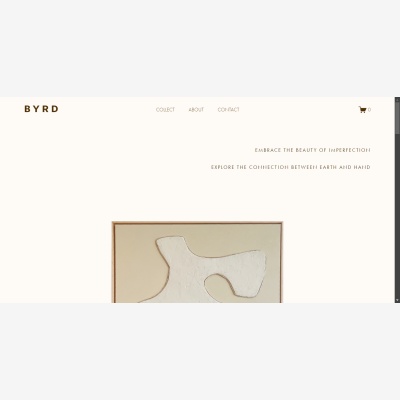 BYRD
COLLECT ABOUT CONTACT
0
EMBRACE THE BEAUTY OF IMPERFECTION
EXPLORE THE CONNECTION BETWEEN EARTH AND HAND